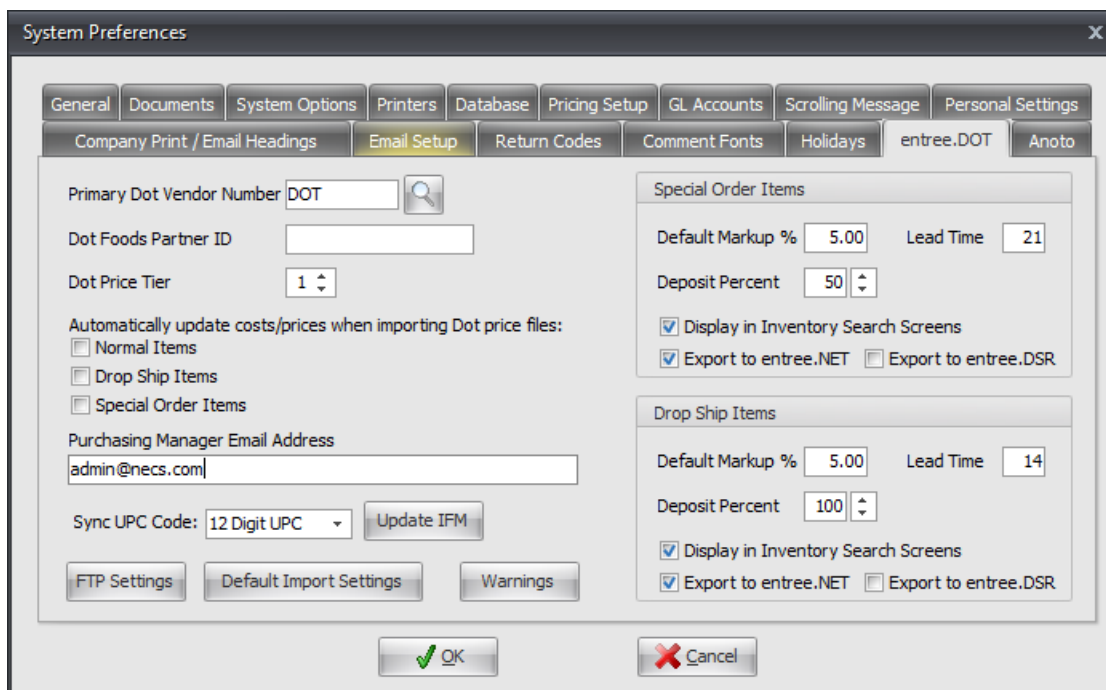 System Preferences x
General Documents System Options Printers Database Pricing Setup GL Accounts Scrolling Message Personal Settings
Company Print / Email Headings Email Setup Return Codes Comment Fonts Holidays entree.DOT Anoto
Primary Dot Vendor Number DOT
Dot Foods Partner ID
Dot Price Tier 1
Automatically update costs/prices when importing Dot price files:
Normal Items
Drop Ship Items
Special Order Items
Purchasing Manager Email Address
admin@necs.com
Sync UPC Code: 12 Digit UPC Update IFM
FTP Settings Default Import Settings Warnings
Special Order Items
Default Markup % 5.00 Lead Time 21
Deposit Percent 50
Display in Inventory Search Screens
Export to entree.NET Export to entree.DSR
Drop Ship Items
Default Markup % 5.00 Lead Time 14
Deposit Percent 100
Display in Inventory Search Screens
Export to entree.NET Export to entree.DSR
OK Cancel